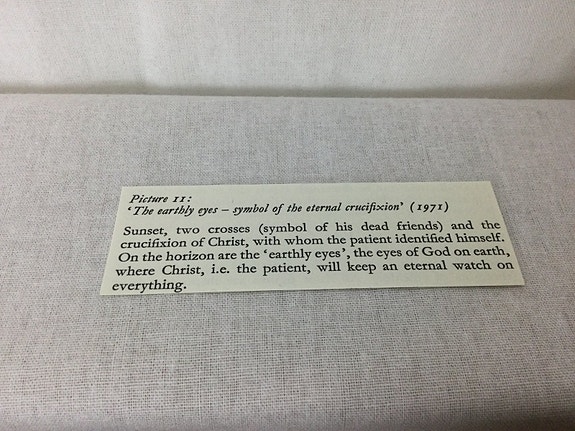 Picture 11:
‘The earthly eyes – symbol of the eternal crucifixion’ (1971)
Sunset, two crosses (symbol of his dead friends) and the
crucifixion of Christ, with whom the patient identified himself.
On the horizon are the ‘earthly eyes’, the eyes of God on earth,
where Christ, i.e. the patient, will keep an eternal watch on
everything.